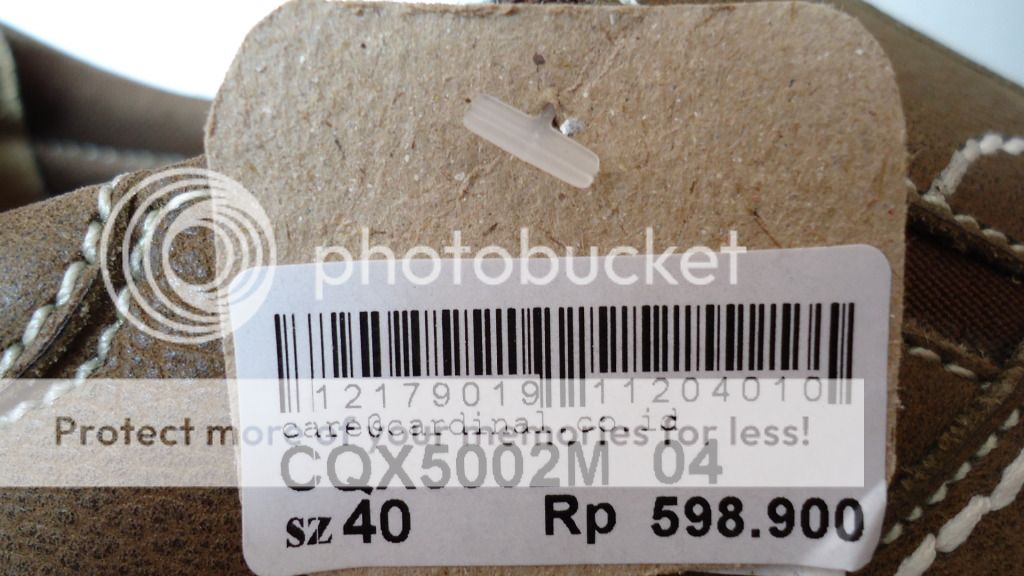 photobucket
12179019 11204010
Protect more of your memories for less!
care@cardinal.co.id
CQX5002M 04
sz 40 Rp 598.900